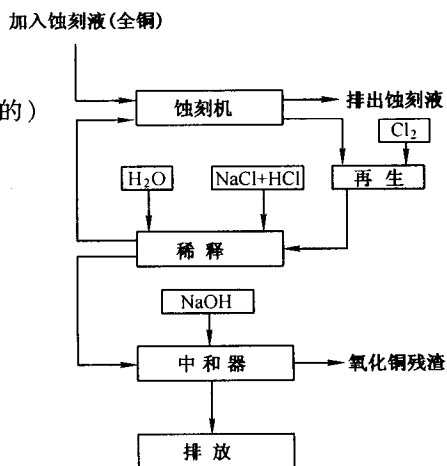 加入蚀刻液(全铜)
的)
蚀刻机
排出蚀刻液
Cl₂
H₂O
NaCl+HCl
再生
稀释
NaOH
中和器
氧化铜残渣
排放